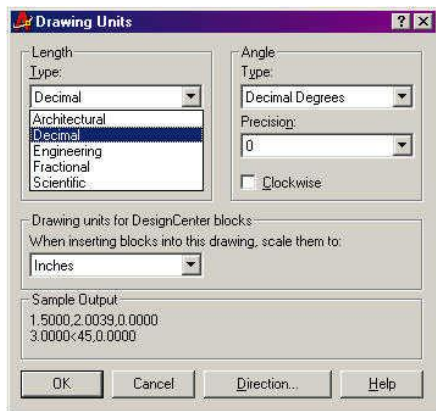 Drawing Units
Length
Type:
Decimal
Architectural
Decimal
Engineering
Fractional
Scientific
Angle
Type:
Decimal Degrees
Precision:
0
Clockwise
Drawing units for DesignCenter blocks
When inserting blocks into this drawing, scale them to:
Inches
Sample Output
1.5000,2.0039,0.0000
3.0000<45,0.0000
OK Cancel Direction... Help